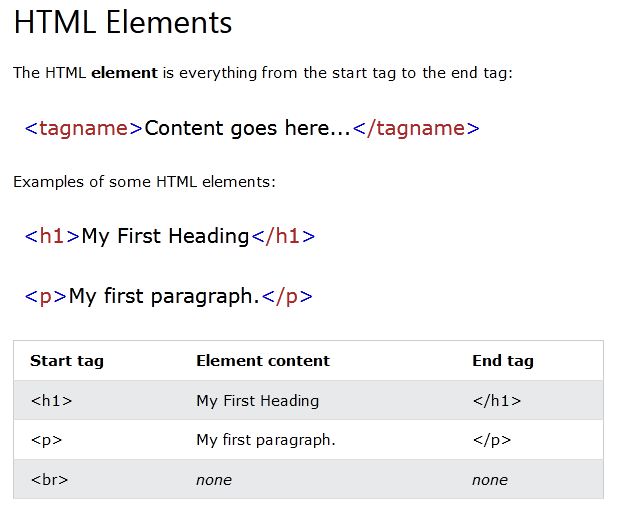 HTML Elements
The HTML element is everything from the start tag to the end tag:
<tagname>Content goes here...</tagname>
Examples of some HTML elements:
<h1>My First Heading</h1>
<p>My first paragraph.</p>
Start tag Element content End tag
<h1> My First Heading </h1>
<p> My first paragraph. </p>
<br> none none